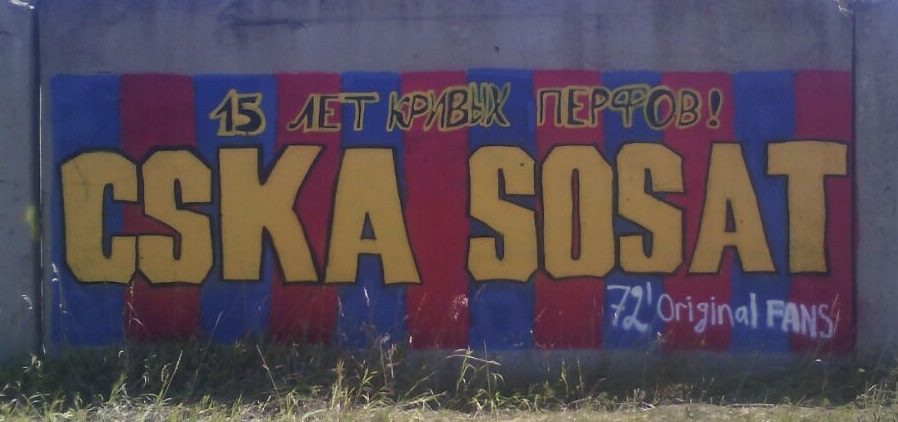 15 ЛЕТ КРИВЫХ ПЕРФОВ!
CSKA SOSAT
72' Original FANS